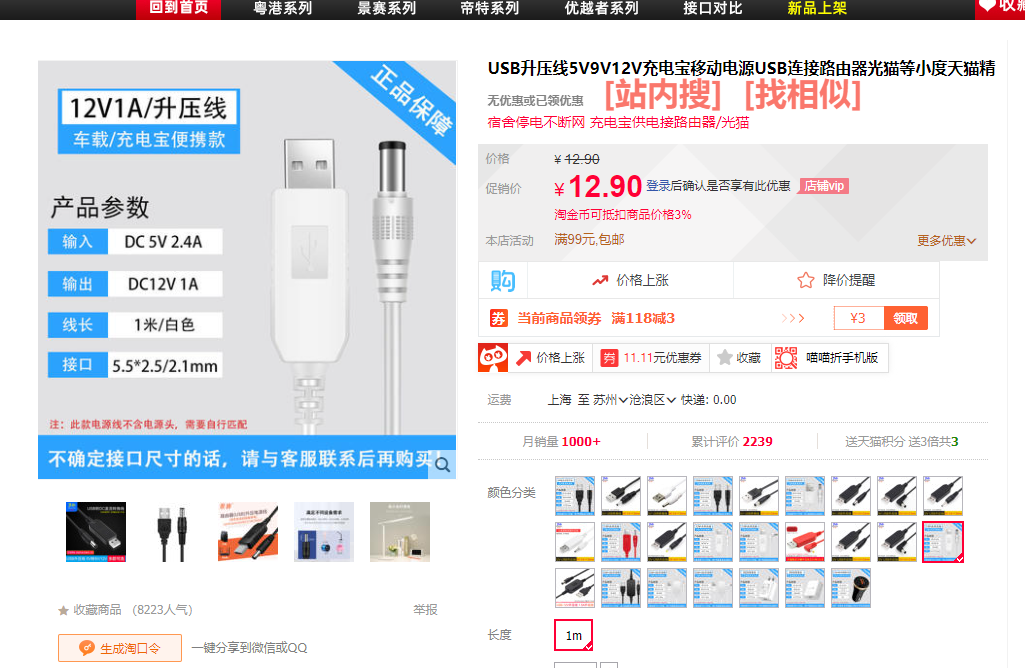 回到首页 粤港系列 景赛系列 帝特系列 优越者系列 接口对比 新品上架 收藏
正品保障
12V1A/升压线
车载/充电宝便携款
产品参数
输入 DC 5V 2.4A
输出 DC12V 1A
线长 1米/白色
接口 5.5*2.5/2.1mm
注：此款电源线不含电源头，需要自行匹配
不确定接口尺寸的话，请与客服联系后再购买！
收藏商品 （8223人气） 举报
生成淘口令 一键分享到微信或QQ
USB升压线5V9V12V充电宝移动电源USB连接路由器光猫等小度天猫精
无优惠或已领优惠 [站内搜] [找相似]
宿舍停电不断网 充电宝供电接路由器/光猫
价格 ¥ 12.90
促销价 ¥ 12.90 登录后确认是否享有此优惠 店铺vip
淘金币可抵扣商品价格3%
本店活动 满99元,包邮 更多优惠
购 价格上涨 降价提醒
券 当前商品领券 满118减3 >>> ¥3 领取
价格上涨 券 11.11元优惠券 收藏 喵喵折手机版
运费 上海 至 苏州 沧浪区 快递: 0.00
月销量 1000+ 累计评价 2239 送天猫积分 送3倍共3
颜色分类
长度 1m